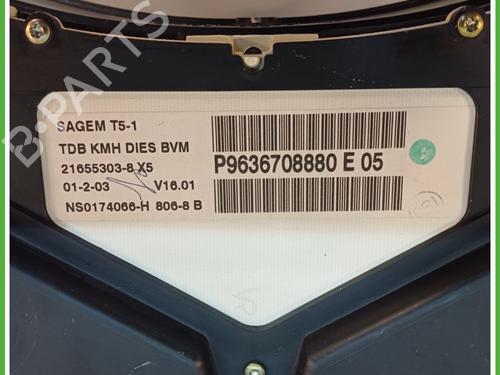 SAGEM T5-1
TDB KMH DIES BVM
21655303-8 X5
01-2-03 V16.01
NS0174066-H 806-8 B
P9636708880 E 05
B-PARTS